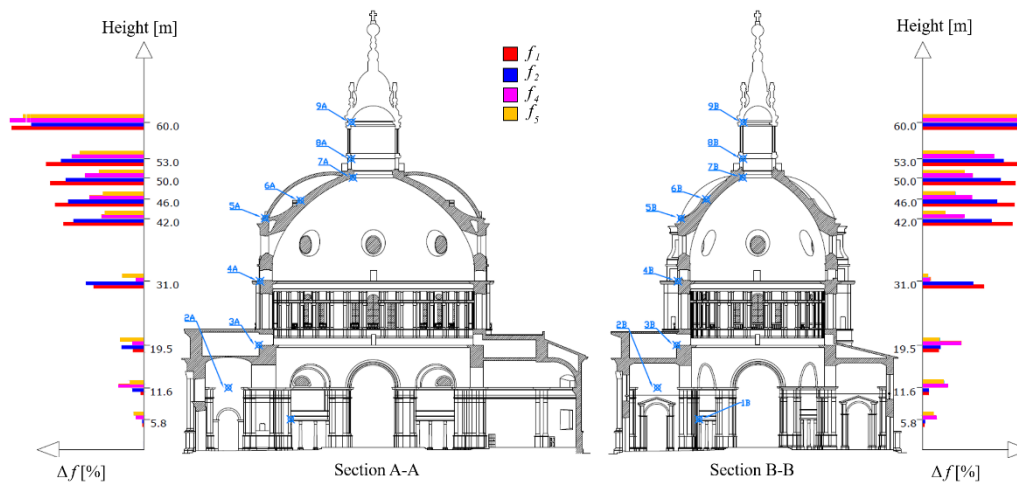 Height [m]
Height [m]
f1
f2
f4
f5
60.0
53.0
50.0
46.0
42.0
31.0
19.5
11.6
5.8
Δf [%]
9A
8A
7A
6A
5A
4A
3A
2A
Section A-A
9B
8B
7B
6B
5B
4B
3B
2B
1B
Section B-B
60.0
53.0
50.0
46.0
42.0
31.0
19.5
11.6
5.8
Δf [%]